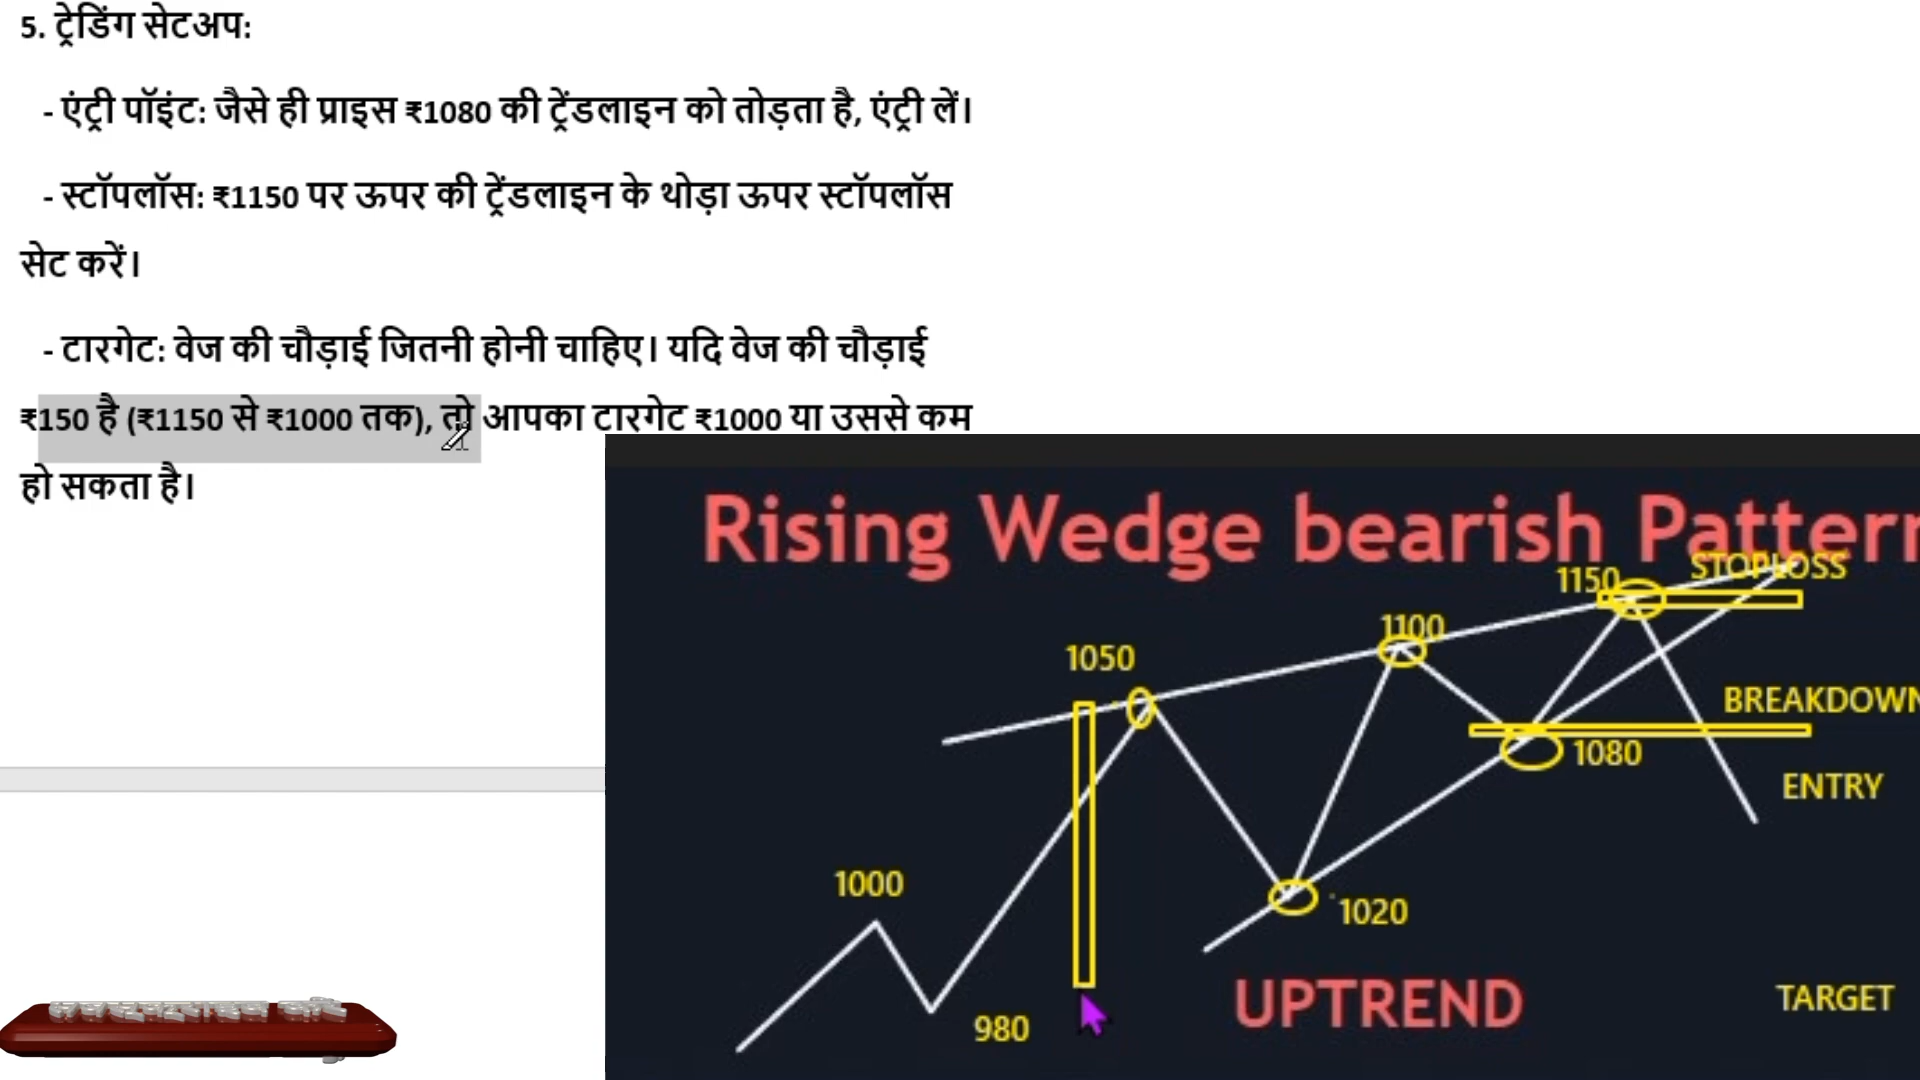 5. ट्रेडिंग सेटअप:
- एंट्री पॉइंट: जैसे ही प्राइस ₹1080 की ट्रेंडलाइन को तोड़ता है, एंट्री लें।
- स्टॉपलॉस: ₹1150 पर ऊपर की ट्रेंडलाइन के थोड़ा ऊपर स्टॉपलॉस
सेट करें।
- टारगेट: वेज की चौड़ाई जितनी होनी चाहिए। यदि वेज की चौड़ाई
₹150 है (₹1150 से ₹1000 तक), तो आपका टारगेट ₹1000 या उससे कम
हो सकता है।
Rising Wedge bearish Pattern
STOPLOSS
1150
1100
1050
BREAKDOWN
1080
ENTRY
1000
1020
TARGET
UPTREND
980